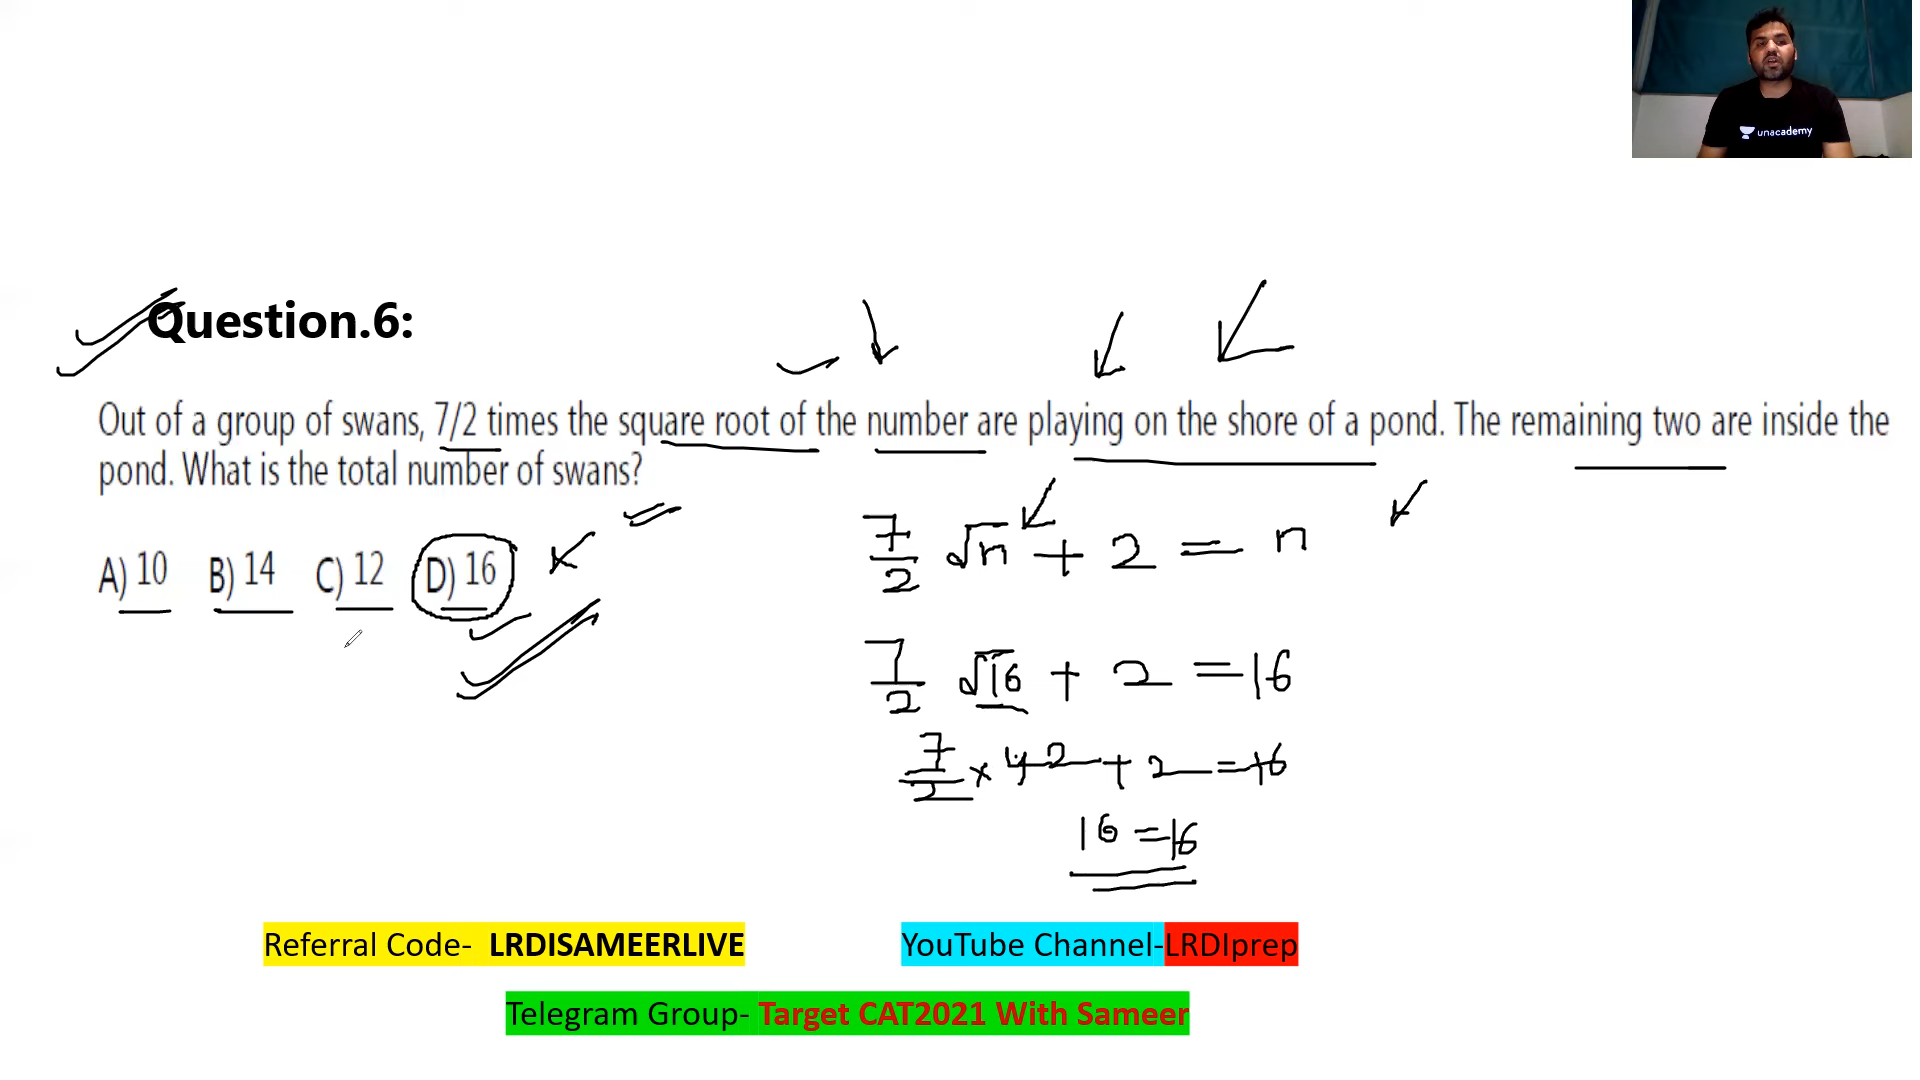 unacademy
Question.6:
Out of a group of swans, 7/2 times the square root of the number are playing on the shore of a pond. The remaining two are inside the
pond. What is the total number of swans?
A) 10 B) 14 C) 12 D) 16
7/2 √n + 2 = n
7/2 √16 + 2 = 16
7/2 × 4 2 + 2 = 16
16 = 16
Referral Code- LRDISAMEERLIVE
YouTube Channel-LRDIprep
Telegram Group- Target CAT2021 With Sameer